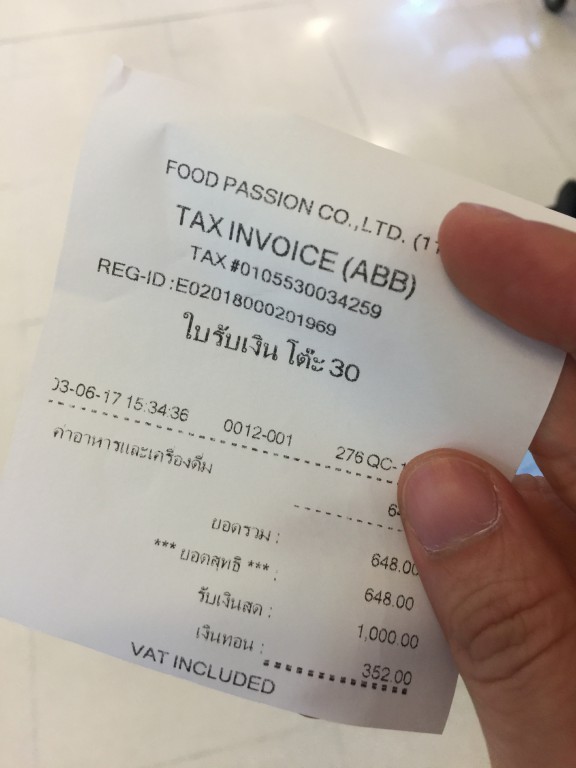 FOOD PASSION CO.,LTD. (11
TAX INVOICE (ABB)
TAX #0105530034259
REG-ID :E02018000201969
ใบรับเงิน โต๊ะ 30
03-06-17 15:34:36 0012-001 276 QC-
ค่าอาหารและเครื่องดื่ม
ยอดรวม : 648.00
*** ยอดสุทธิ *** : 648.00
รับเงินสด : 1,000.00
เงินทอน : 352.00
VAT INCLUDED